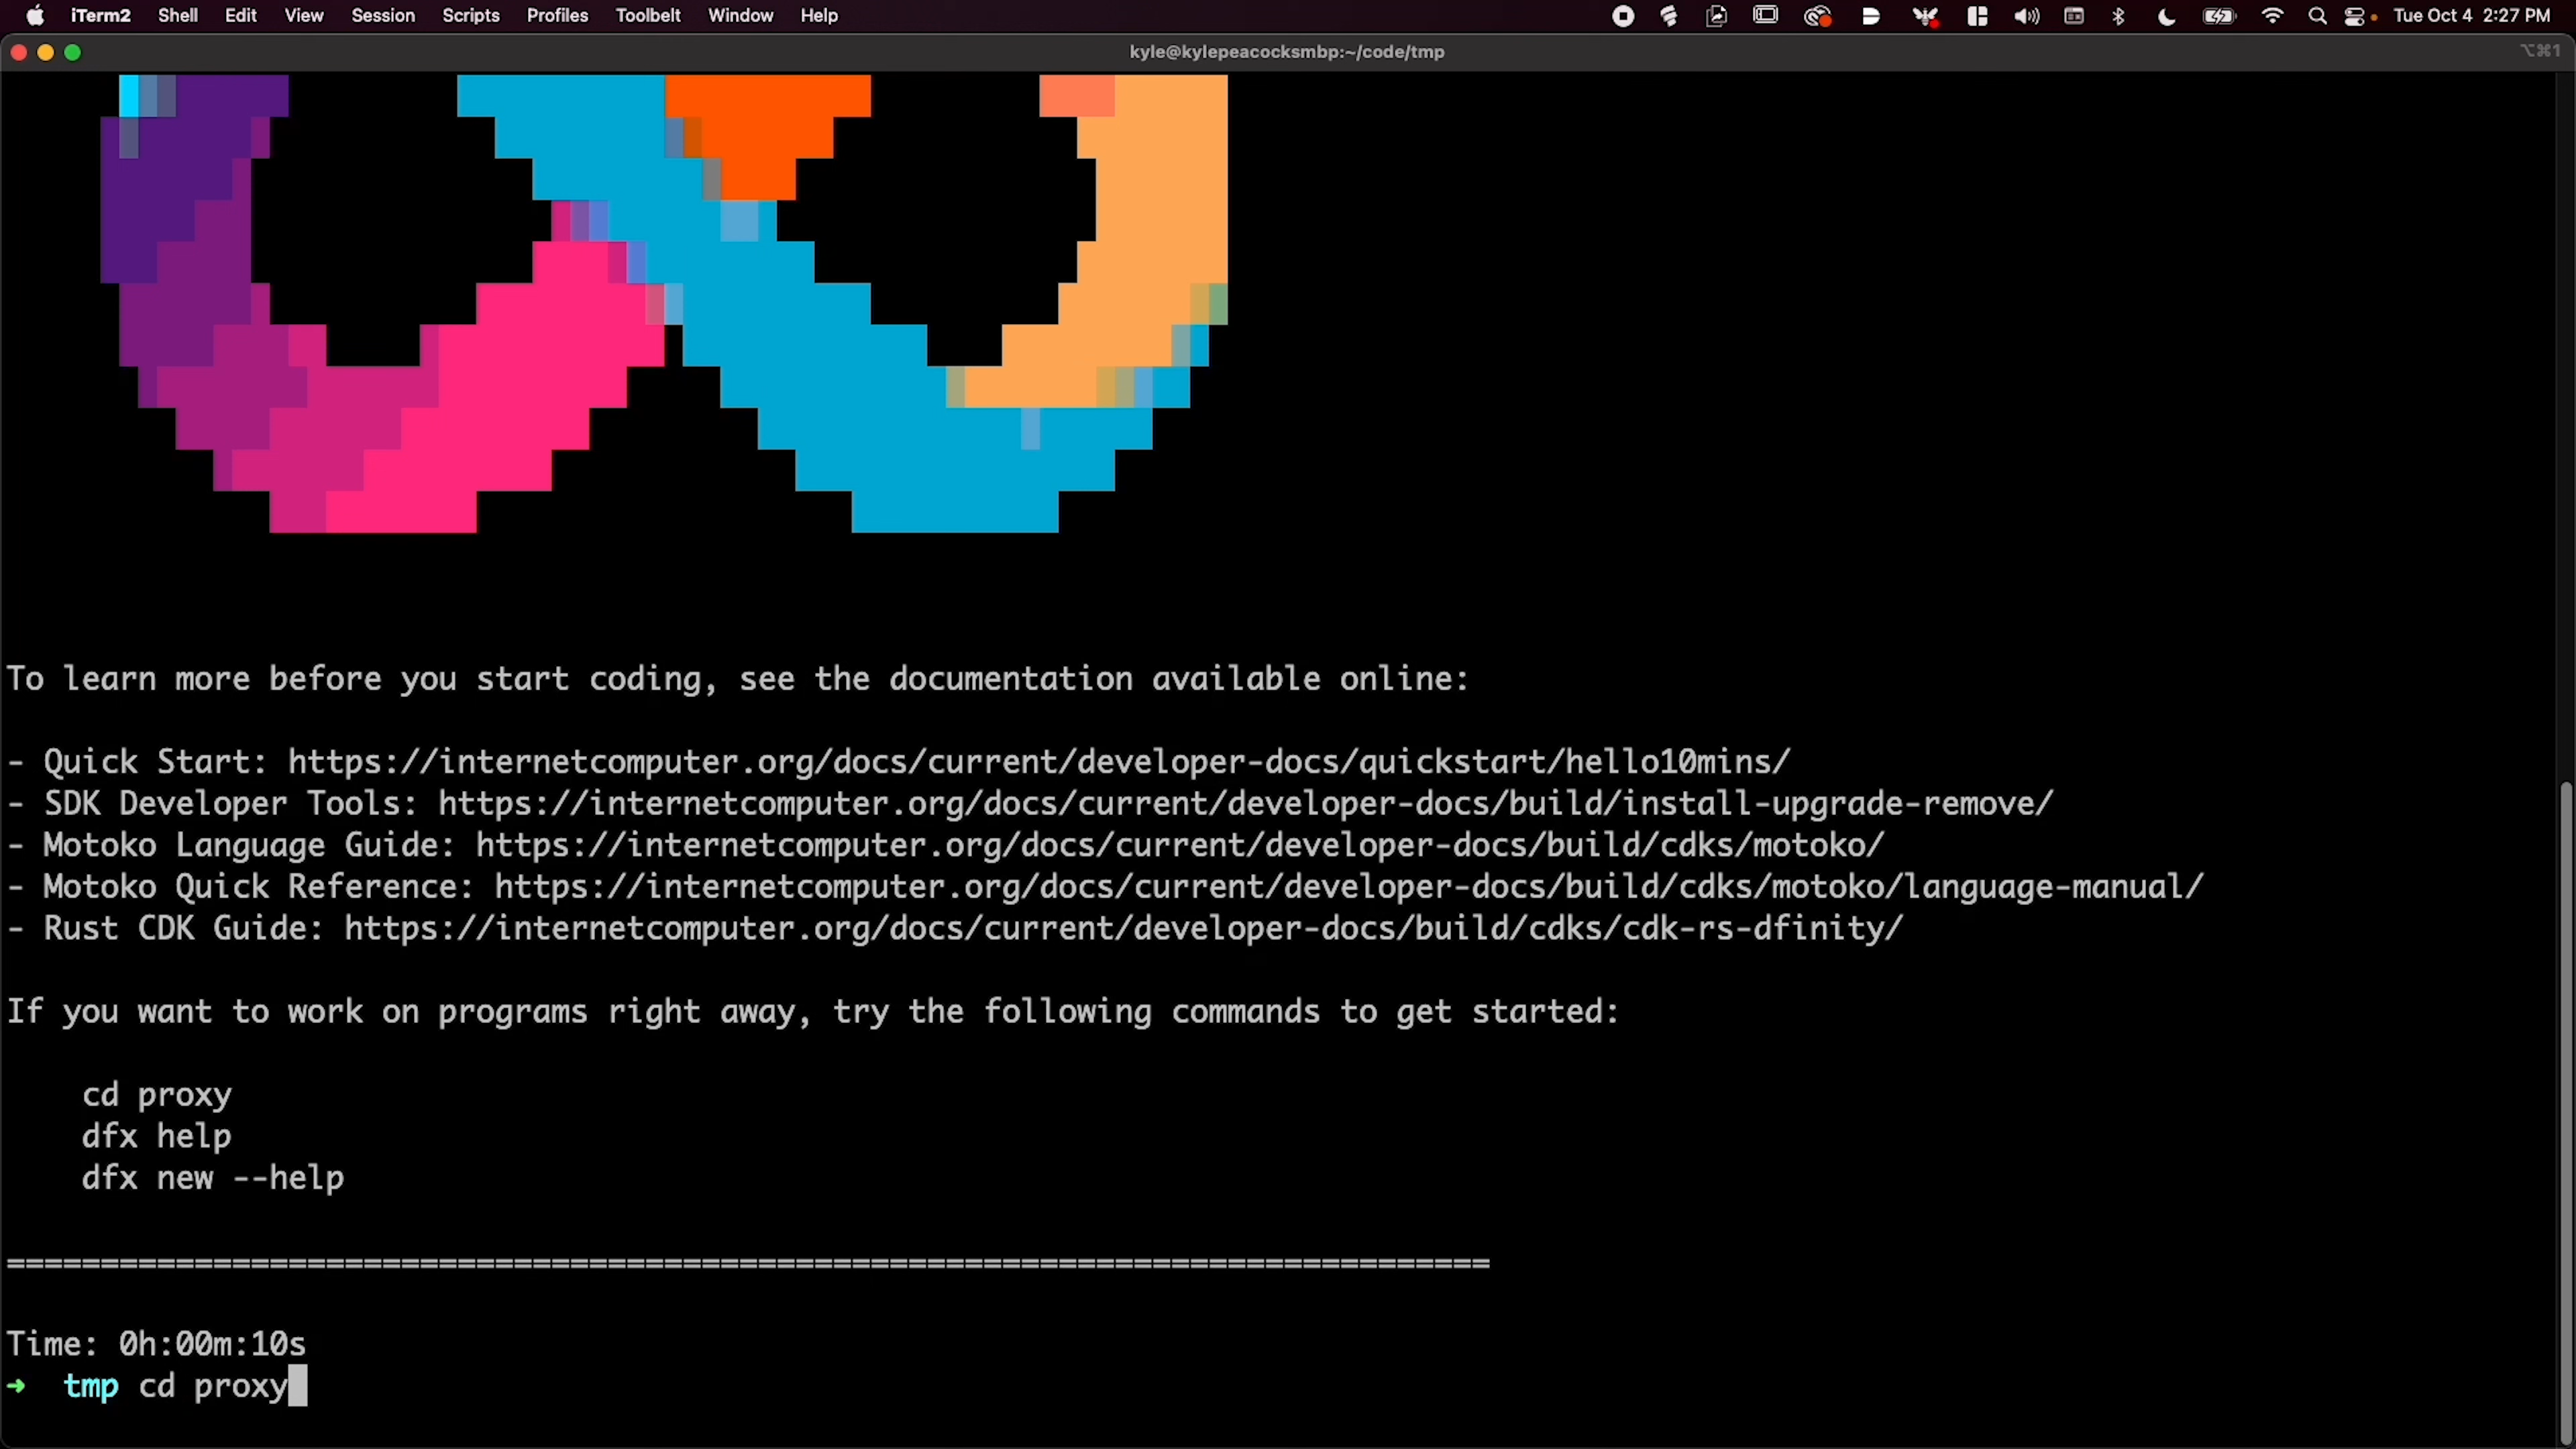 iTerm2 Shell Edit View Session Scripts Profiles Toolbelt Window Help Tue Oct 4 2:27 PM
kyle@kylepeacocksmbp:~/code/tmp ⌥⌘1
To learn more before you start coding, see the documentation available online:
- Quick Start: https://internetcomputer.org/docs/current/developer-docs/quickstart/hello10mins/
- SDK Developer Tools: https://internetcomputer.org/docs/current/developer-docs/build/install-upgrade-remove/
- Motoko Language Guide: https://internetcomputer.org/docs/current/developer-docs/build/cdks/motoko/
- Motoko Quick Reference: https://internetcomputer.org/docs/current/developer-docs/build/cdks/motoko/language-manual/
- Rust CDK Guide: https://internetcomputer.org/docs/current/developer-docs/build/cdks/cdk-rs-dfinity/
If you want to work on programs right away, try the following commands to get started:
cd proxy
dfx help
dfx new --help
===============================================================================
Time: 0h:00m:10s
➜ tmp cd proxy